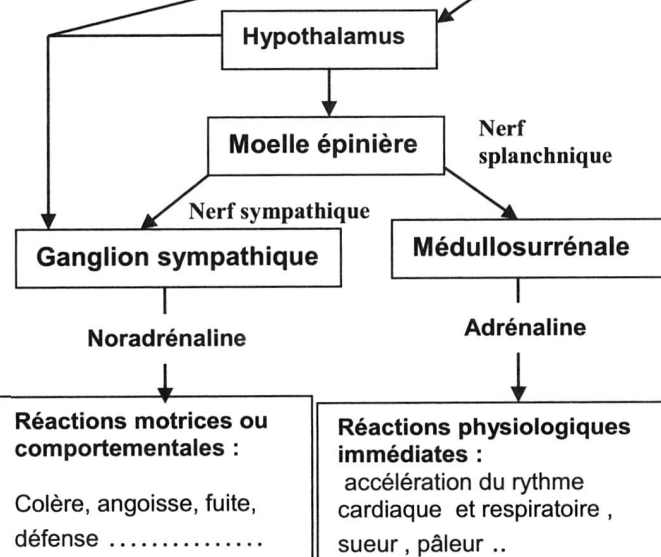 Hypothalamus
Moelle épinière
Nerf
splanchnique
Nerf sympathique
Ganglion sympathique
Médullosurrénale
Noradrénaline
Adrénaline
Réactions motrices ou
comportementales :
Colère, angoisse, fuite,
défense ...............
Réactions physiologiques
immédiates :
accélération du rythme
cardiaque et respiratoire ,
sueur , pâleur ..